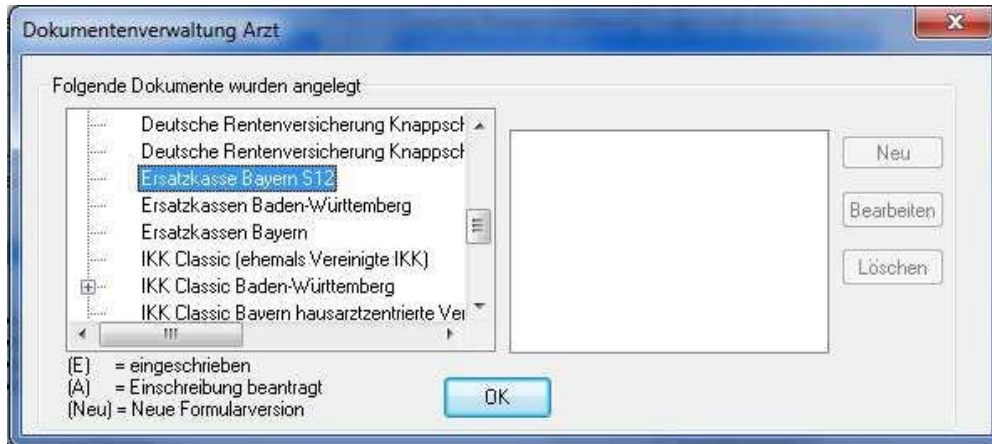 Dokumentenverwaltung Arzt
Folgende Dokumente wurden angelegt
Deutsche Rentenversicherung Knappsch
Deutsche Rentenversicherung Knappsch
Ersatzkasse Bayern S12
Ersatzkassen Baden-Württemberg
Ersatzkassen Bayern
IKK Classic (ehemals Vereinigte IKK)
IKK Classic Baden-Württemberg
IKK Classic Bayern hausarztzentrierte Ver
Neu
Bearbeiten
Löschen
(E) = eingeschrieben
(A) = Einschreibung beantragt
(Neu) = Neue Formularversion
OK